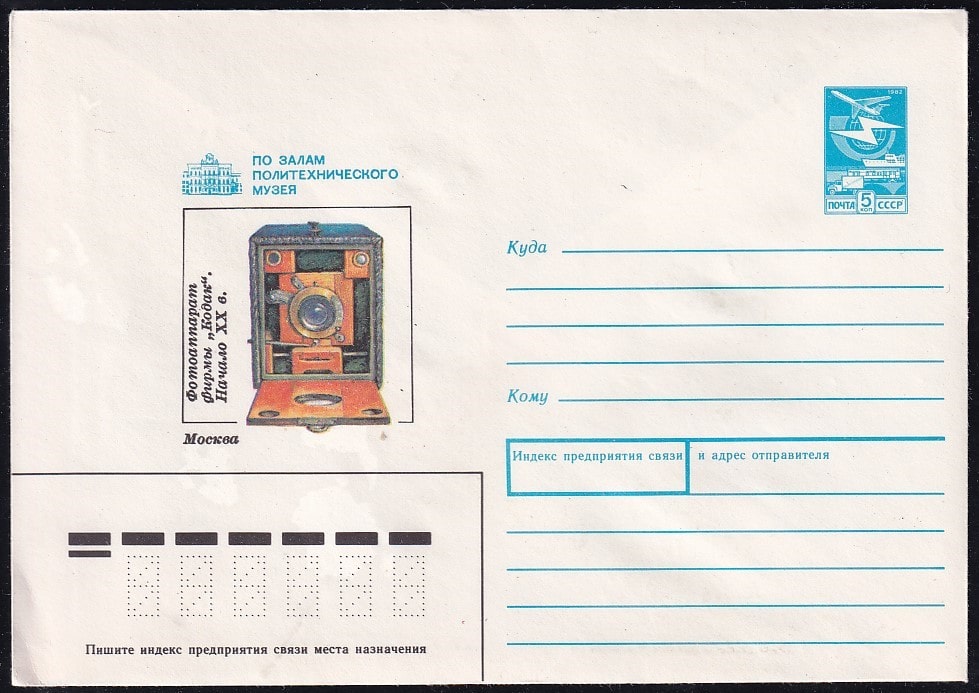 1982
ПОЧТА 5 КОП СССР
ПО ЗАЛАМ
ПОЛИТЕХНИЧЕСКОГО
МУЗЕЯ
Фотоаппарат
фирмы „Кодак“.
Начало XX в.
Москва
Куда
Кому
Индекс предприятия связи и адрес отправителя
Пишите индекс предприятия связи места назначения